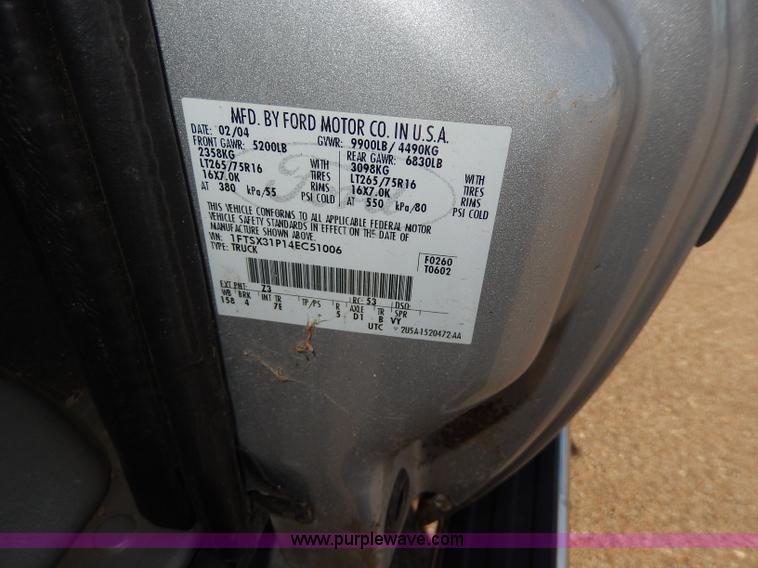 MFD. BY FORD MOTOR CO. IN U.S.A.
DATE: 02/04 GVWR: 9900LB/ 4490KG
FRONT GAWR: 5200LB REAR GAWR: 6830LB
2358KG WITH 3098KG WITH
LT265/75R16 TIRES LT265/75R16 TIRES
16X7.0K RIMS 16X7.0K RIMS
AT 380 kPa/55 PSI COLD AT 550 kPa/80 PSI COLD
Ford
THIS VEHICLE CONFORMS TO ALL APPLICABLE FEDERAL MOTOR
VEHICLE SAFETY STANDARDS IN EFFECT ON THE DATE OF
MANUFACTURE SHOWN ABOVE.
VIN: 1FTSX31P14EC51006
TYPE: TRUCK
F0260
T0602
EXT PNT: Z3 RC: 53 DSO:
WB BRK INT TR TP/PS R AXLE TR SPR
158 4 7E 5 D1 B VY
UTC 2U5A-1520472-AA
www.purplewave.com